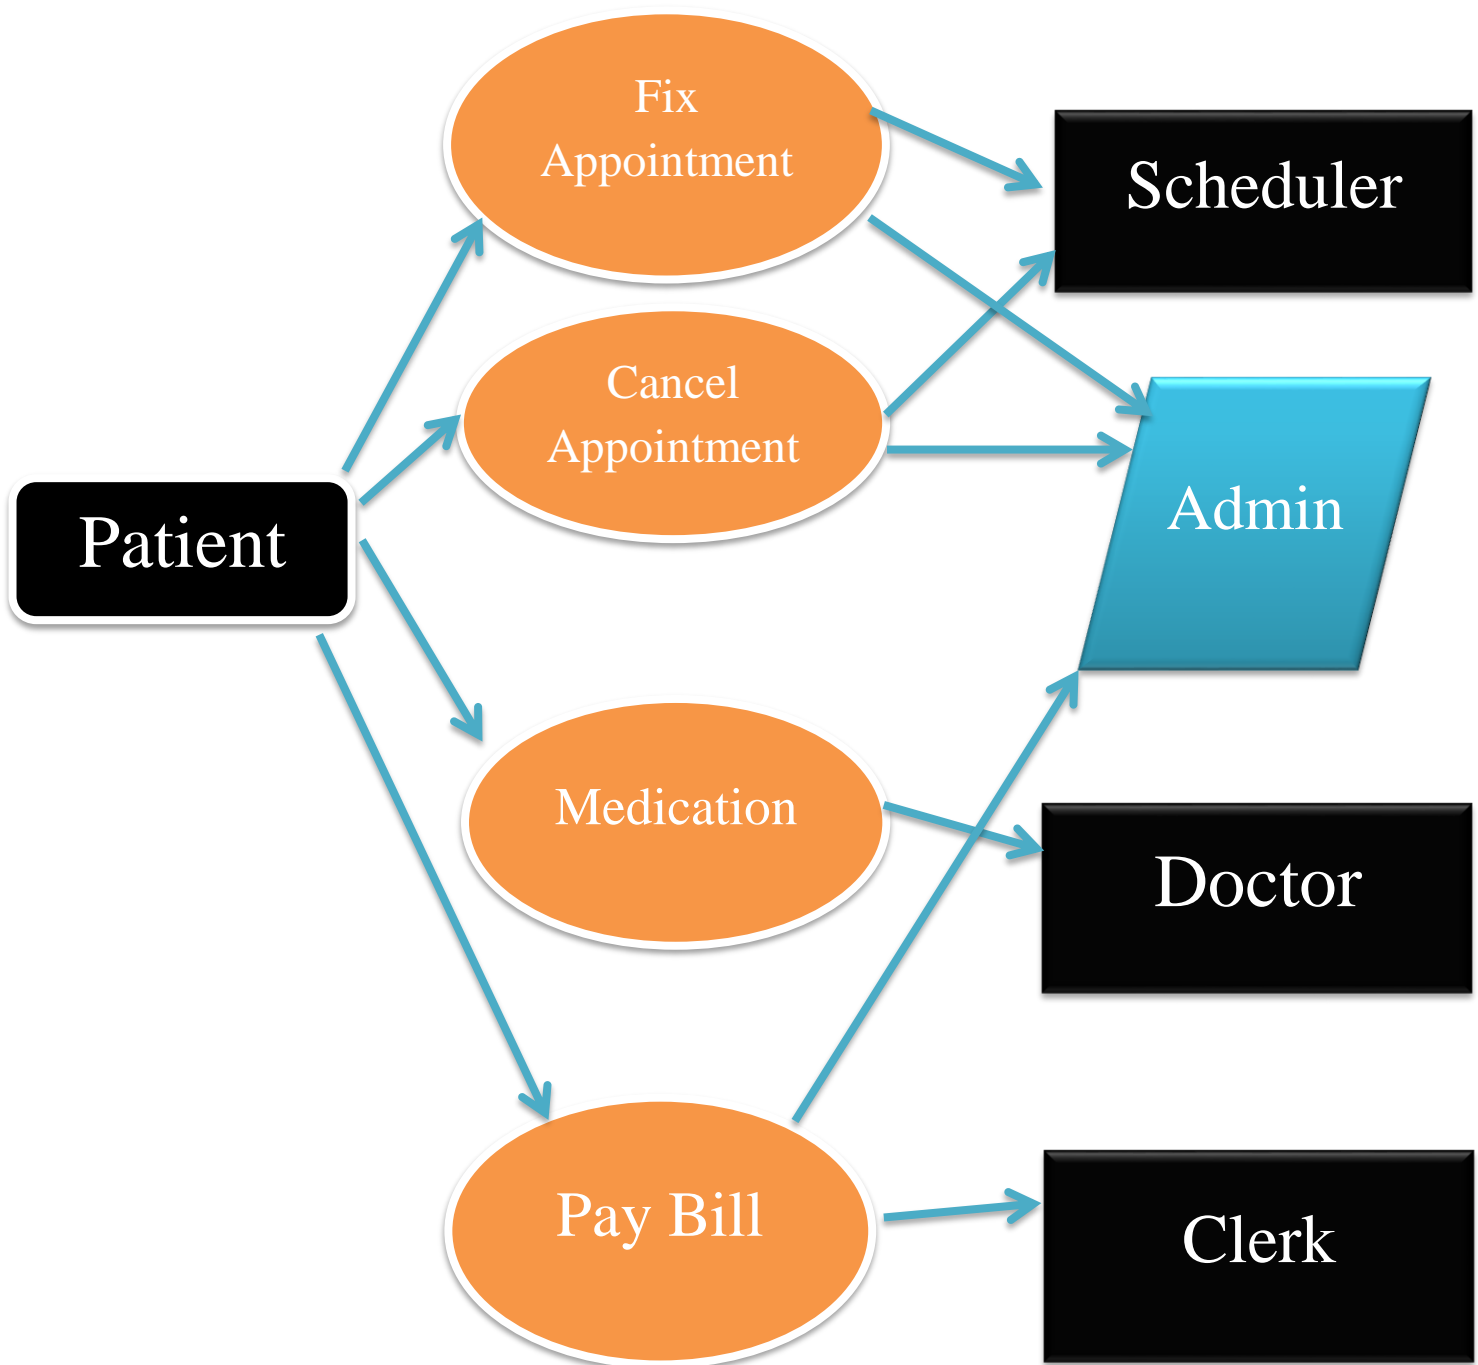 Fix
Appointment
Scheduler
Cancel
Appointment
Admin
Patient
Medication
Doctor
Pay Bill
Clerk